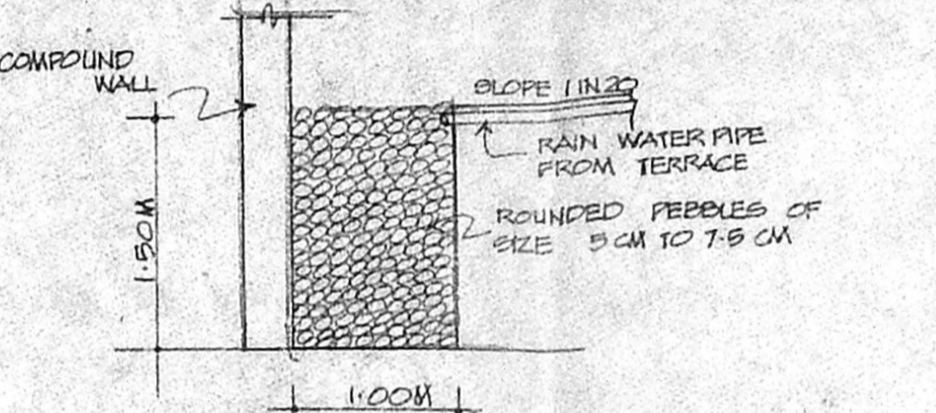 COMPOUND
WALL
SLOPE 1 IN 20
RAIN WATER PIPE
FROM TERRACE
ROUNDED PEBBLES OF
SIZE 5 CM TO 7.5 CM
1.50M
1.00M